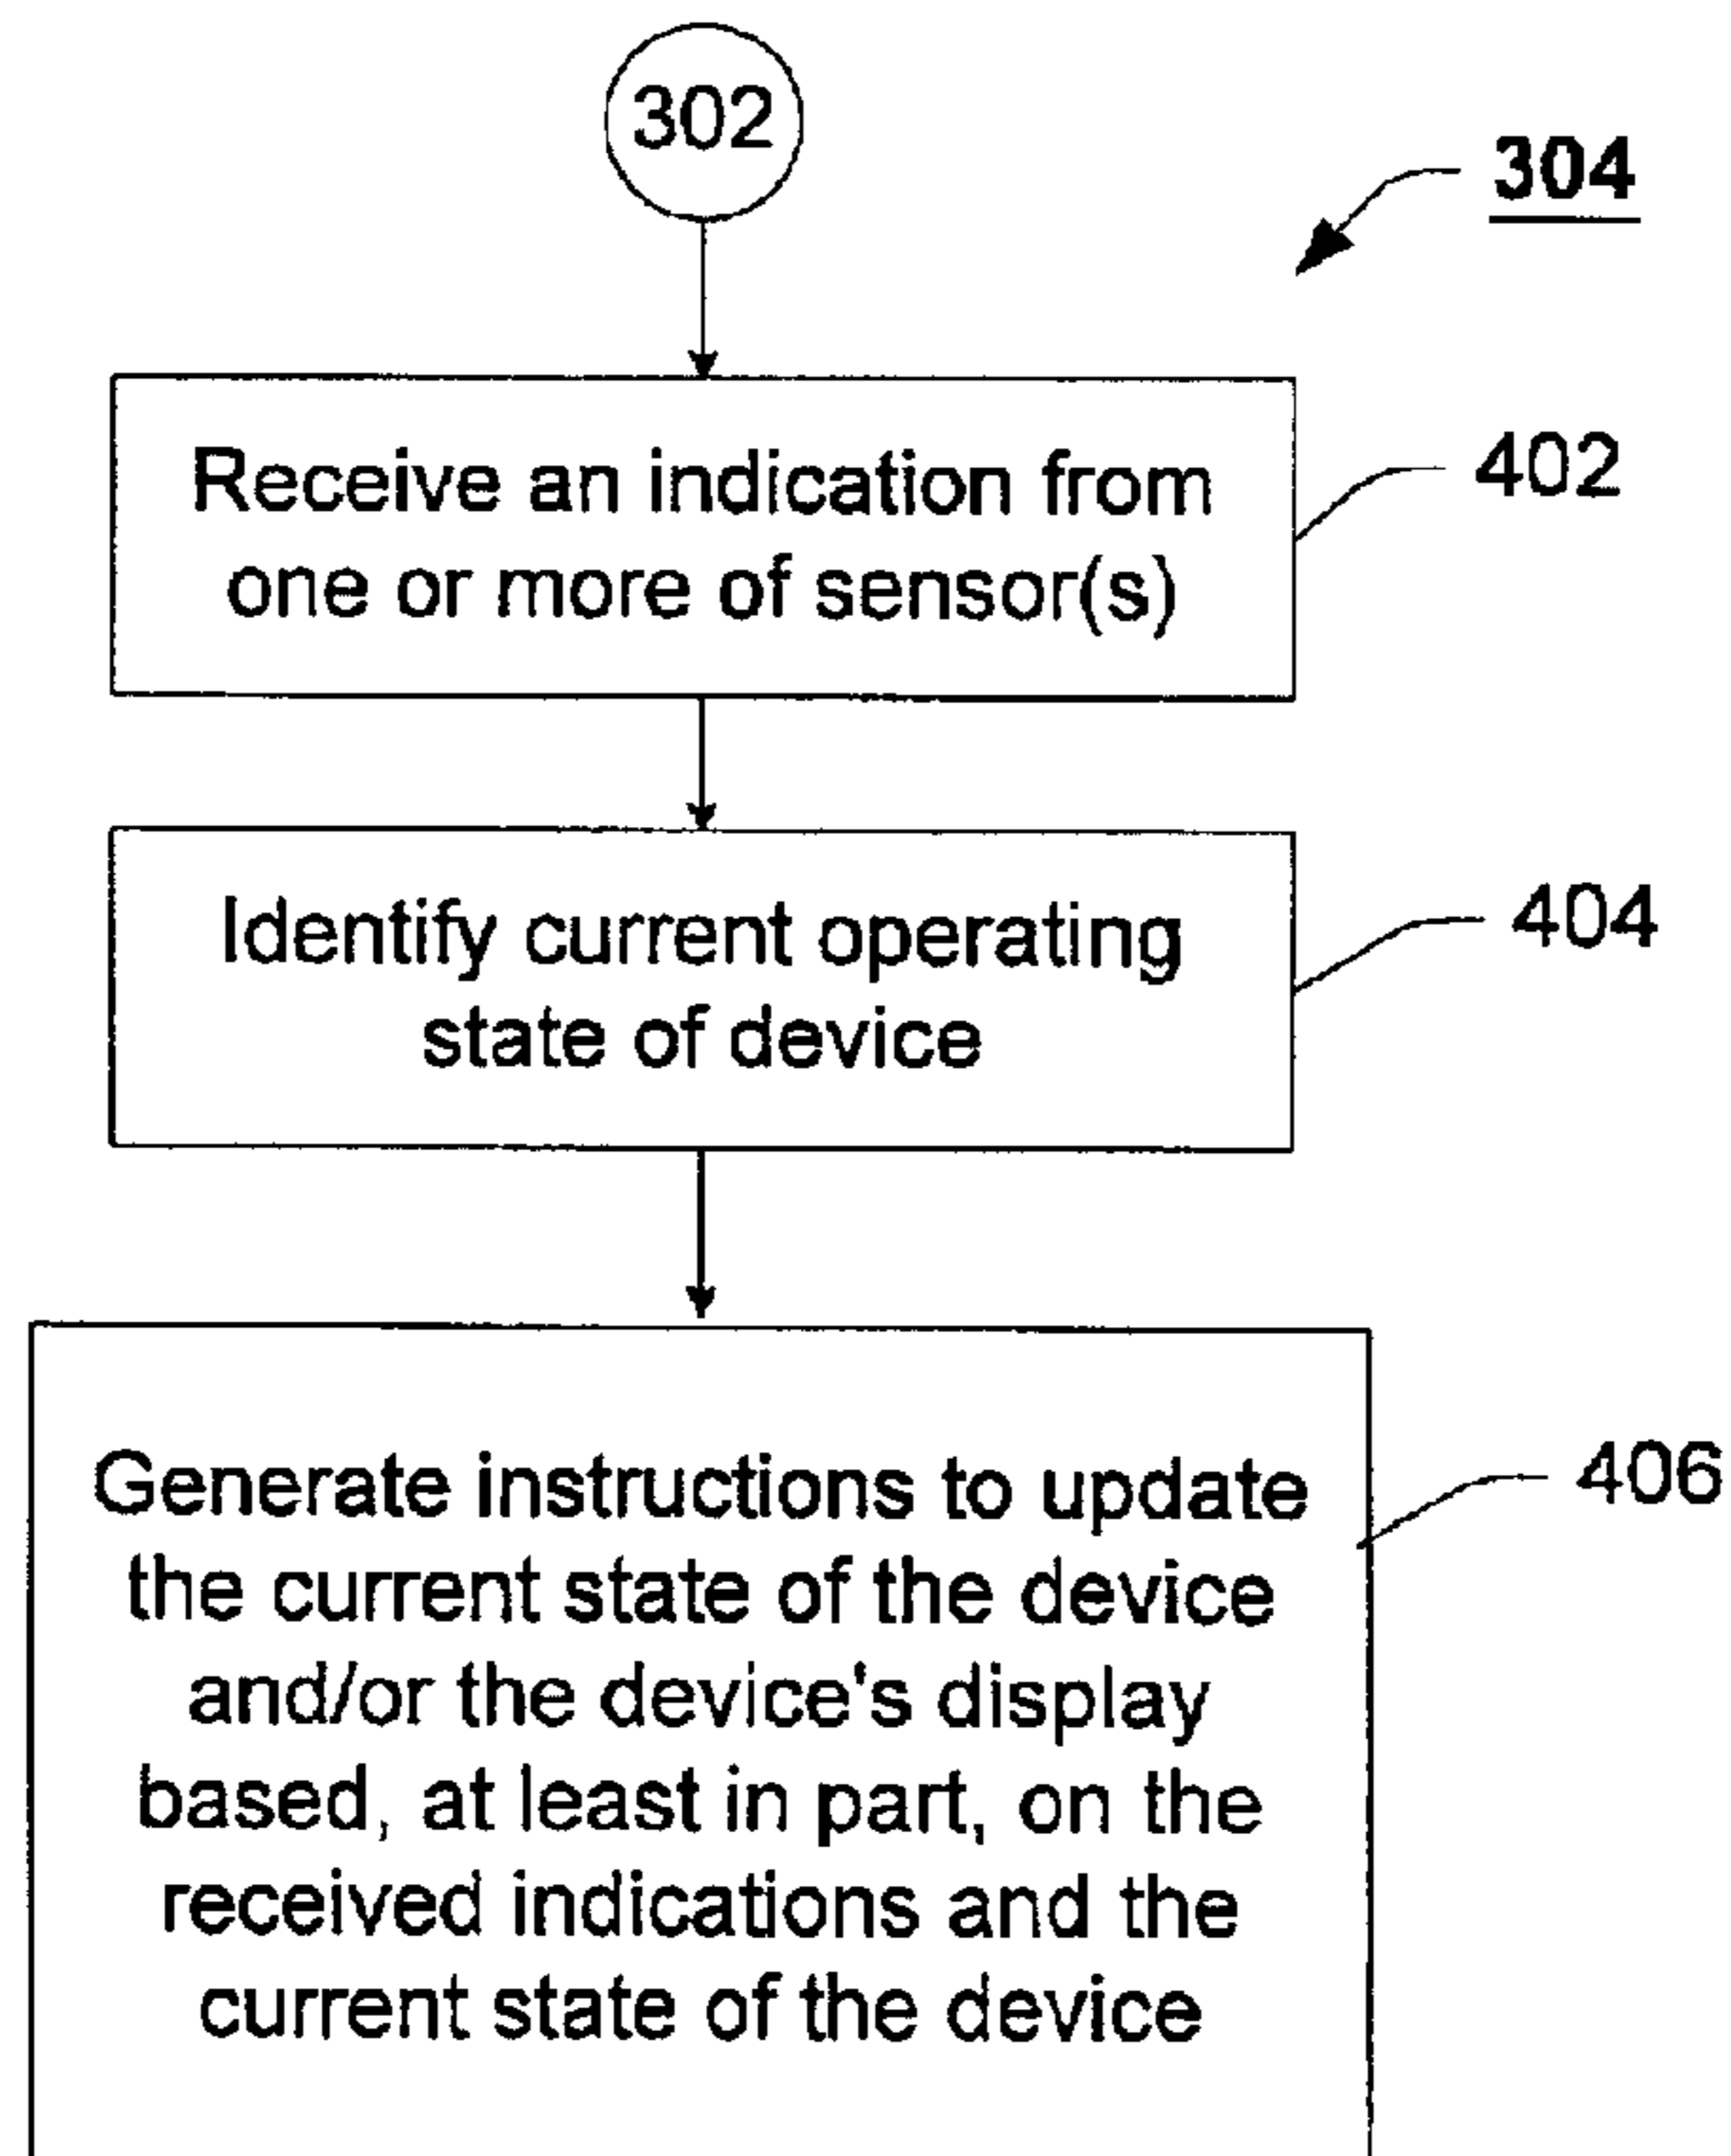 302
304
Receive an indication from
one or more of sensor(s)
402
Identify current operating
state of device
404
Generate instructions to update
the current state of the device
and/or the device's display
based, at least in part, on the
received indications and the
current state of the device
406